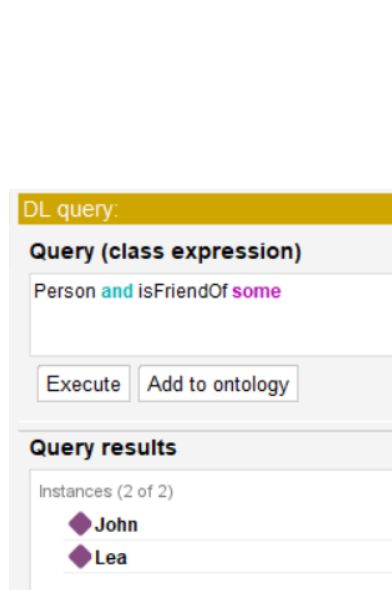 DL query:
Query (class expression)
Person and isFriendOf some
Execute Add to ontology
Query results
Instances (2 of 2)
John
Lea